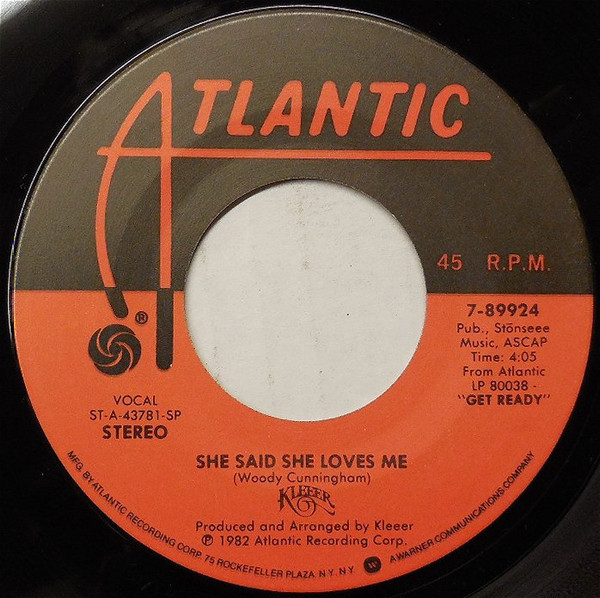 ATLANTIC
45 R.P.M.
®
7-89924
Pub., Stönseee
Music, ASCAP
Time: 4:05
From Atlantic
LP 80038 -
"GET READY"
VOCAL
ST-A-43781-SP
STEREO
SHE SAID SHE LOVES ME
(Woody Cunningham)
KLEEER
Produced and Arranged by Kleeer
℗ 1982 Atlantic Recording Corp.
MFG. BY ATLANTIC RECORDING CORP. 75 ROCKEFELLER PLAZA. N.Y. N.Y. W A WARNER COMMUNICATIONS COMPANY